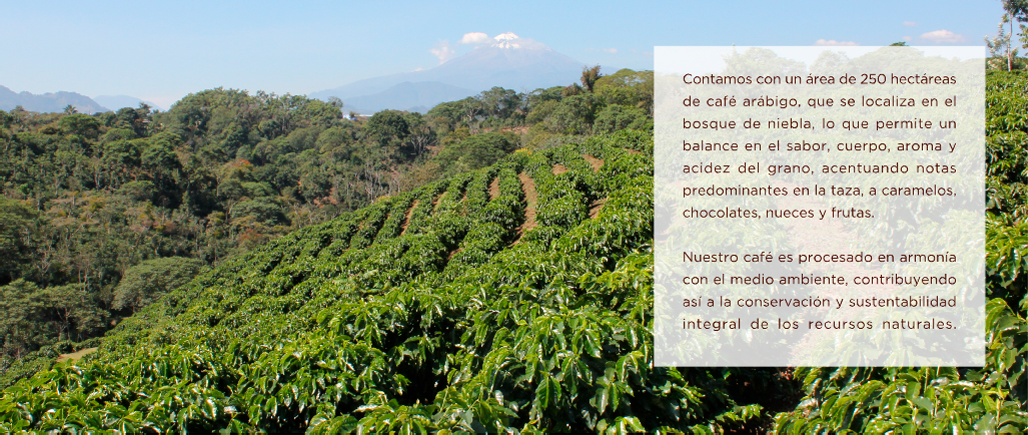 Contamos con un área de 250 hectáreas
de café arábigo, que se localiza en el
bosque de niebla, lo que permite un
balance en el sabor, cuerpo, aroma y
acidez del grano, acentuando notas
predominantes en la taza, a caramelos,
chocolates, nueces y frutas.

Nuestro café es procesado en armonía
con el medio ambiente, contribuyendo
así a la conservación y sustentabilidad
integral de los recursos naturales.